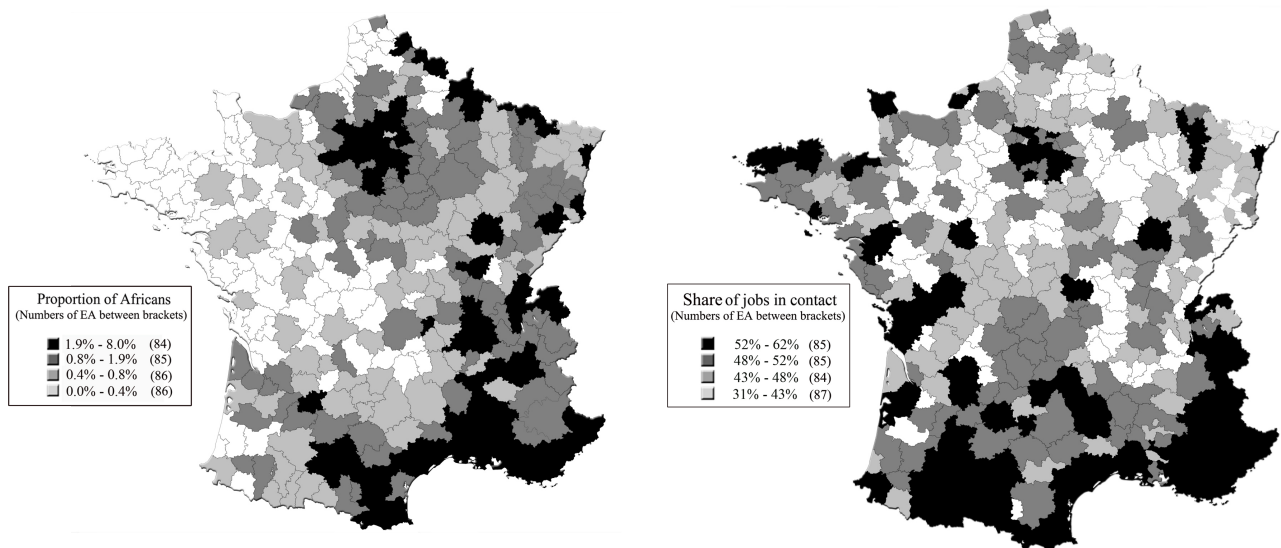 Proportion of Africans
(Numbers of EA between brackets)
1.9% - 8.0% (84)
0.8% - 1.9% (85)
0.4% - 0.8% (86)
0.0% - 0.4% (86)
Share of jobs in contact
(Numbers of EA between brackets)
52% - 62% (85)
48% - 52% (85)
43% - 48% (84)
31% - 43% (87)